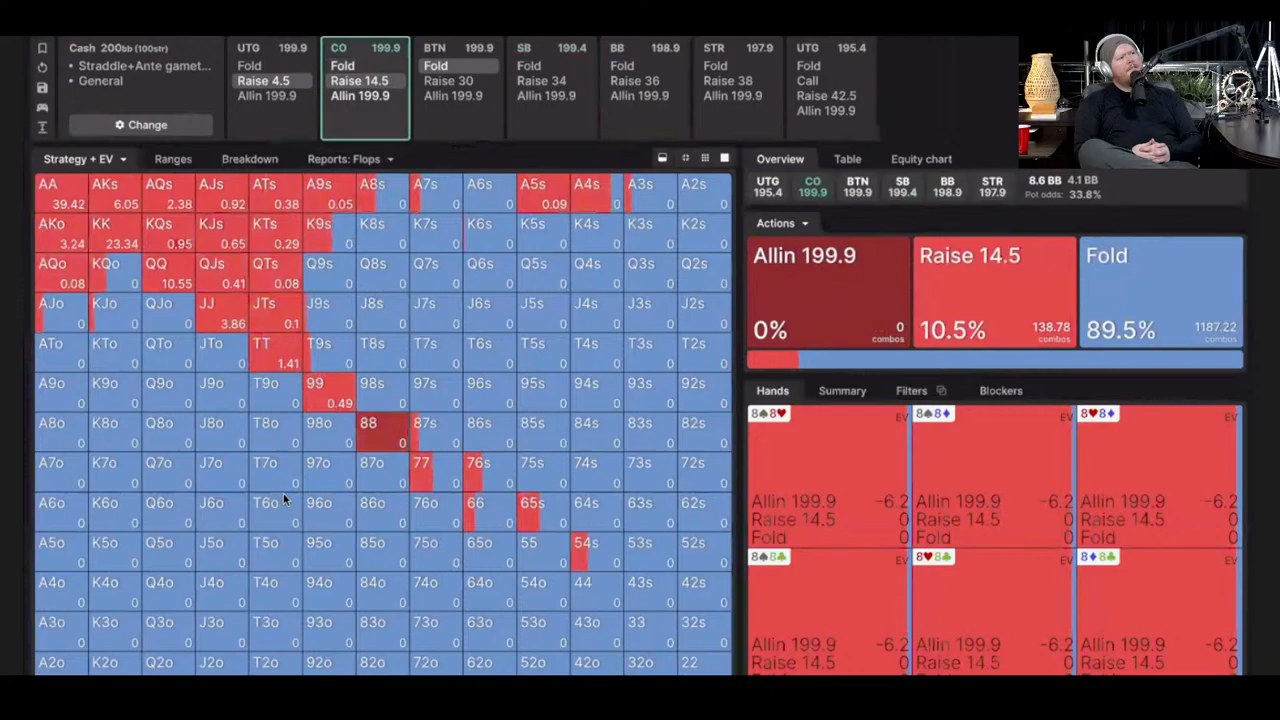 Cash 200bb (100str)
Straddle+Ante gamet...
General
Change
UTG 199.9
Fold
Raise 4.5
Allin 199.9
CO 199.9
Fold
Raise 14.5
Allin 199.9
BTN 199.9
Fold
Raise 30
Allin 199.9
SB 199.4
Fold
Raise 34
Allin 199.9
BB 198.9
Fold
Raise 36
Allin 199.9
STR 197.9
Fold
Raise 38
Allin 199.9
UTG 195.4
Fold
Call
Raise 42.5
Allin 199.9
Strategy + EV Ranges Breakdown Reports: Flops
AA AKs AQs AJs ATs A9s A8s A7s A6s A5s A4s A3s A2s
39.42 6.05 2.38 0.92 0.38 0.05 0 0 0 0.09 0 0 0
AKo KK KQs KJs KTs K9s K8s K7s K6s K5s K4s K3s K2s
3.24 23.34 0.95 0.65 0.29 0 0 0 0 0 0 0 0
AQo KQo QQ QJs QTs Q9s Q8s Q7s Q6s Q5s Q4s Q3s Q2s
0.08 0 10.55 0.41 0.08 0 0 0 0 0 0 0 0
AJo KJo QJo JJ JTs J9s J8s J7s J6s J5s J4s J3s J2s
0 0 0 3.86 0.1 0 0 0 0 0 0 0 0
ATo KTo QTo JTo TT T9s T8s T7s T6s T5s T4s T3s T2s
0 0 0 0 1.41 0 0 0 0 0 0 0 0
A9o K9o Q9o J9o T9o 99 98s 97s 96s 95s 94s 93s 92s
0 0 0 0 0 0.49 0 0 0 0 0 0 0
A8o K8o Q8o J8o T8o 98o 88 87s 86s 85s 84s 83s 82s
0 0 0 0 0 0 0 0 0 0 0 0 0
A7o K7o Q7o J7o T7o 97o 87o 77 76s 75s 74s 73s 72s
0 0 0 0 0 0 0 0 0 0 0 0 0
A6o K6o Q6o J6o T6o 96o 86o 76o 66 65s 64s 63s 62s
0 0 0 0 0 0 0 0 0 0 0 0 0
A5o K5o Q5o J5o T5o 95o 85o 75o 65o 55 54s 53s 52s
0 0 0 0 0 0 0 0 0 0 0 0 0
A4o K4o Q4o J4o T4o 94o 84o 74o 64o 54o 44 43s 42s
0 0 0 0 0 0 0 0 0 0 0 0 0
A3o K3o Q3o J3o T3o 93o 83o 73o 63o 53o 43o 33 32s
0 0 0 0 0 0 0 0 0 0 0 0 0
A2o K2o Q2o J2o T2o 92o 82o 72o 62o 52o 42o 32o 22
Overview Table Equity chart
UTG CO BTN SB BB STR 8.6 BB 4.1 BB
195.4 199.9 199.9 199.4 198.9 197.9 Pot odds: 33.8%
Actions
Allin 199.9 Raise 14.5 Fold
0% 0 combos 10.5% 138.78 combos 89.5% 1187.22 combos
Hands Summary Filters Blockers
8♠8♥ EV 8♠8♦ EV 8♥8♦ EV
Allin 199.9 -6.2 Allin 199.9 -6.2 Allin 199.9 -6.2
Raise 14.5 0 Raise 14.5 0 Raise 14.5 0
Fold 0 Fold 0 Fold 0
8♠8♣ EV 8♥8♣ EV 8♦8♣ EV
Allin 199.9 -6.2 Allin 199.9 -6.2 Allin 199.9 -6.2
Raise 14.5 0 Raise 14.5 0 Raise 14.5 0